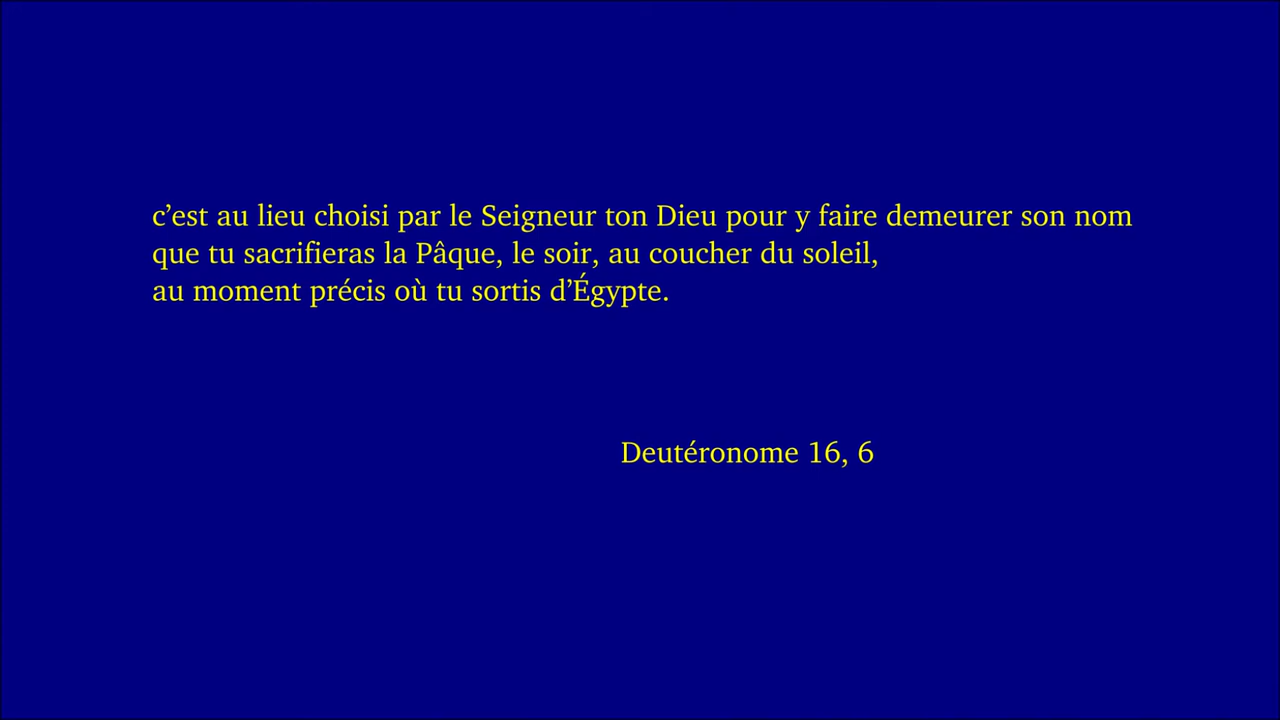 c’est au lieu choisi par le Seigneur ton Dieu pour y faire demeurer son nom
que tu sacrifieras la Pâque, le soir, au coucher du soleil,
au moment précis où tu sortis d’Égypte.
Deutéronome 16, 6